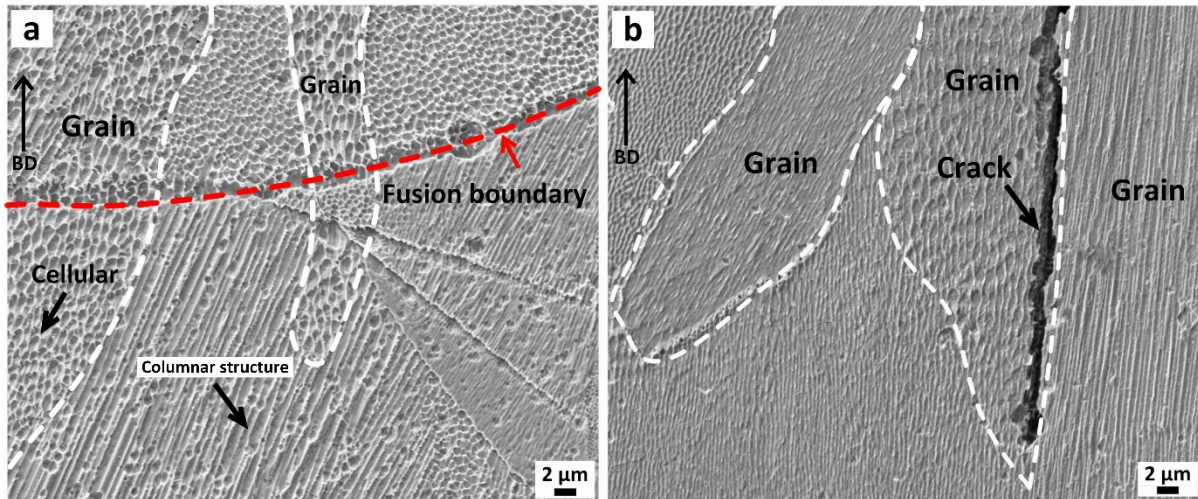 a
BD
Grain
Grain
Fusion boundary
Cellular
Columnar structure
2 µm
b
BD
Grain
Grain
Crack
Grain
2 µm